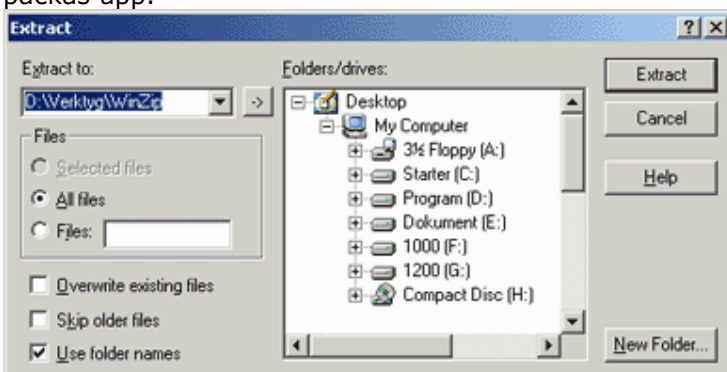 packas upp.
Extract
Extract to:
D:\Verktyg\WinZip
->
Files
Selected files
All files
Files:
Overwrite existing files
Skip older files
Use folder names
Folders/drives:
Desktop
My Computer
3½ Floppy (A:)
Starter (C:)
Program (D:)
Dokument (E:)
1000 (F:)
1200 (G:)
Compact Disc (H:)
Extract
Cancel
Help
New Folder...